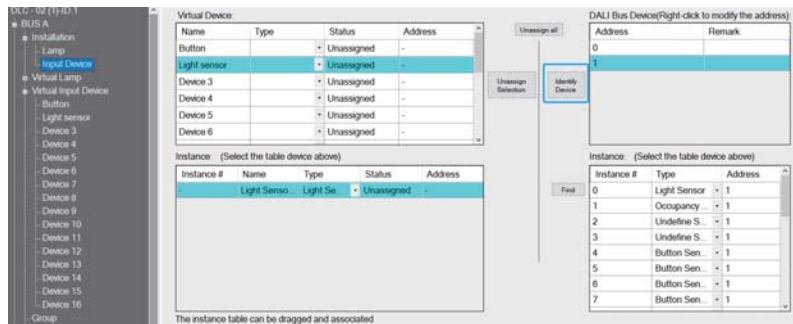 DLC - 02 (1)-ID 1
BUS A
Installation
Lamp
Input Device
Virtual Lamp
Virtual Input Device
Button
Light sensor
Device 3
Device 4
Device 5
Device 6
Device 7
Device 8
Device 9
Device 10
Device 11
Device 12
Device 13
Device 14
Device 15
Device 16
Group
Virtual Device:
Name Type Status Address
Button Unassigned -
Light sensor Unassigned -
Device 3 Unassigned -
Device 4 Unassigned -
Device 5 Unassigned -
Device 6 Unassigned -
Instance: (Select the table device above)
Instance # Name Type Status Address
- Light Senso... Light Se... Unassigned -
The instance table can be dragged and associated
Unassign all
Unassign
Selection
Identify
Device
Find
DALI Bus Device(Right-click to modify the address)
Address Remark
0
1
Instance: (Select the table device above)
Instance # Type Address
0 Light Sensor 1
1 Occupancy ... 1
2 Undefine S... 1
3 Undefine S... 1
4 Button Sen... 1
5 Button Sen... 1
6 Button Sen... 1
7 Button Sen... 1